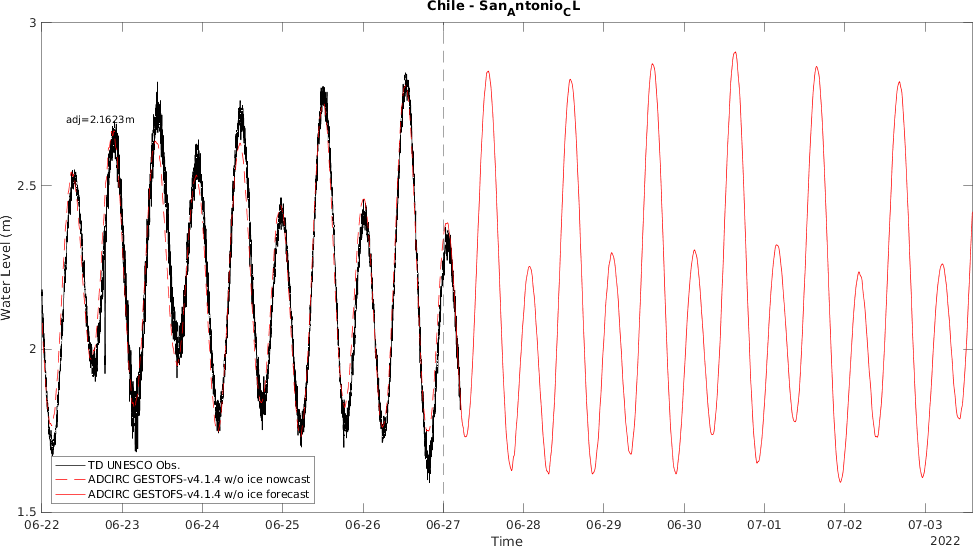 Chile - SanAntonioCL
3
adj=2.1623m
2.5
Water Level (m)
2
TD UNESCO Obs.
ADCIRC GESTOFS-v4.1.4 w/o ice nowcast
ADCIRC GESTOFS-v4.1.4 w/o ice forecast
1.5
06-22 06-23 06-24 06-25 06-26 06-27 06-28 06-29 06-30 07-01 07-02 07-03
Time
2022